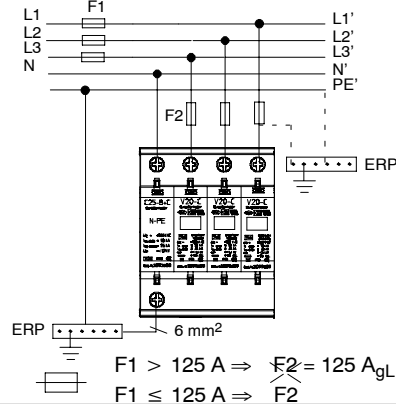 F1
L1 L1'
L2 L2'
L3 L3'
N N'
PE'
F2
ERP
C25-B+C V20-C V20-C V20-C
N-PE
ERP
6 mm²
F1 > 125 A ⇒ F2 = 125 AgL
F1 ≤ 125 A ⇒ F2